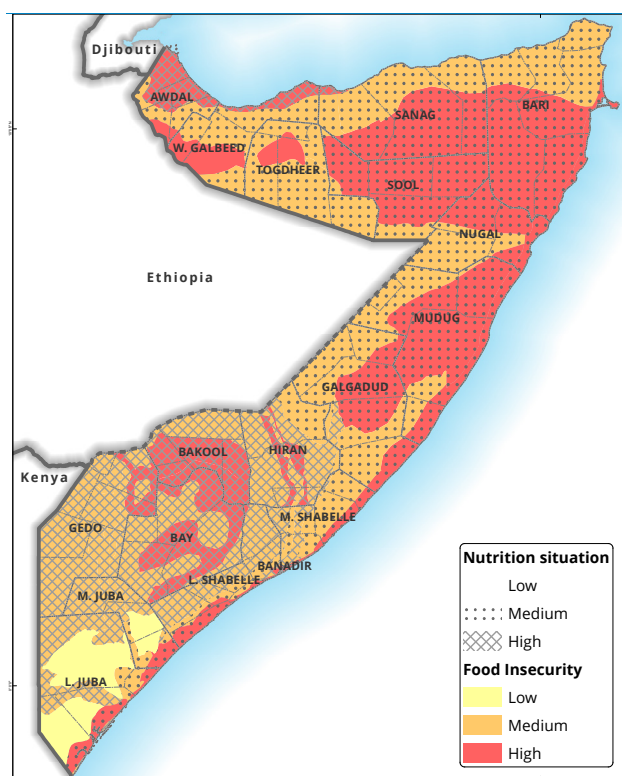 Djibouti
AWDAL
SANAG
BARI
W. GALBEED
TOGDHEER
SOOL
NUGAL
Ethiopia
MUDUG
GALGADUD
BAKOOL
HIRAN
Kenya
GEDO
M. SHABELLE
BAY
BANADIR
L. SHABELLE
M. JUBA
L. JUBA
Nutrition situation
Low
Medium
High
Food Insecurity
Low
Medium
High